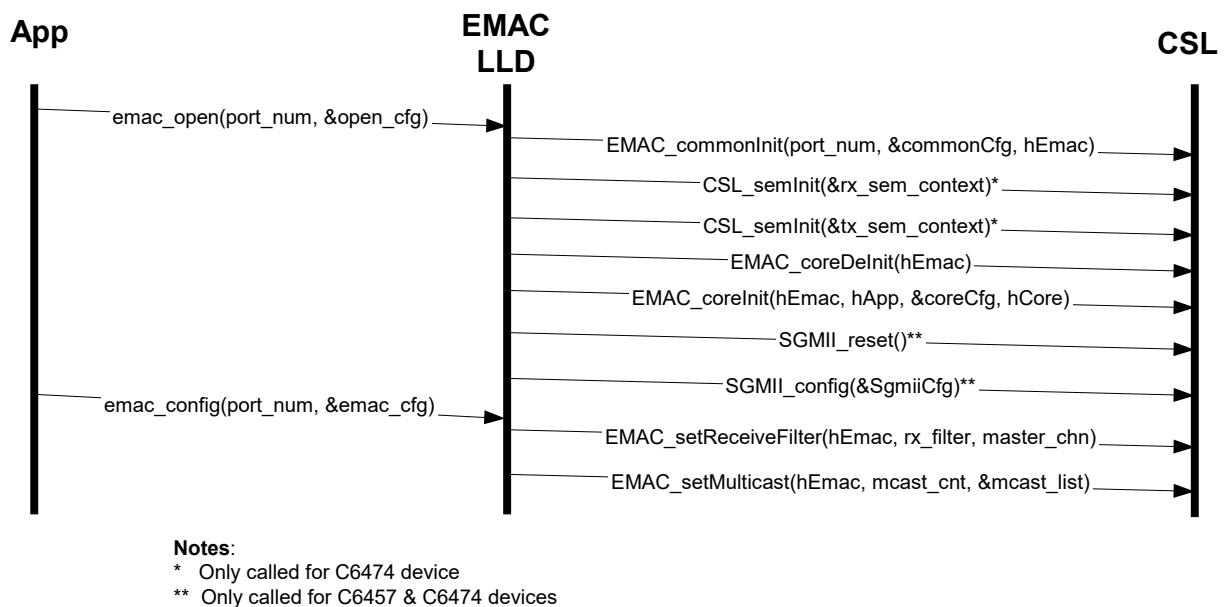 App
EMAC
LLD
CSL
emac_open(port_num, &open_cfg)
EMAC_commonInit(port_num, &commonCfg, hEmac)
CSL_semInit(&rx_sem_context)*
CSL_semInit(&tx_sem_context)*
EMAC_coreDeInit(hEmac)
EMAC_coreInit(hEmac, hApp, &coreCfg, hCore)
SGMII_reset()**
SGMII_config(&SgmiiCfg)**
emac_config(port_num, &emac_cfg)
EMAC_setReceiveFilter(hEmac, rx_filter, master_chn)
EMAC_setMulticast(hEmac, mcast_cnt, &mcast_list)
Notes:
* Only called for C6474 device
** Only called for C6457 & C6474 devices